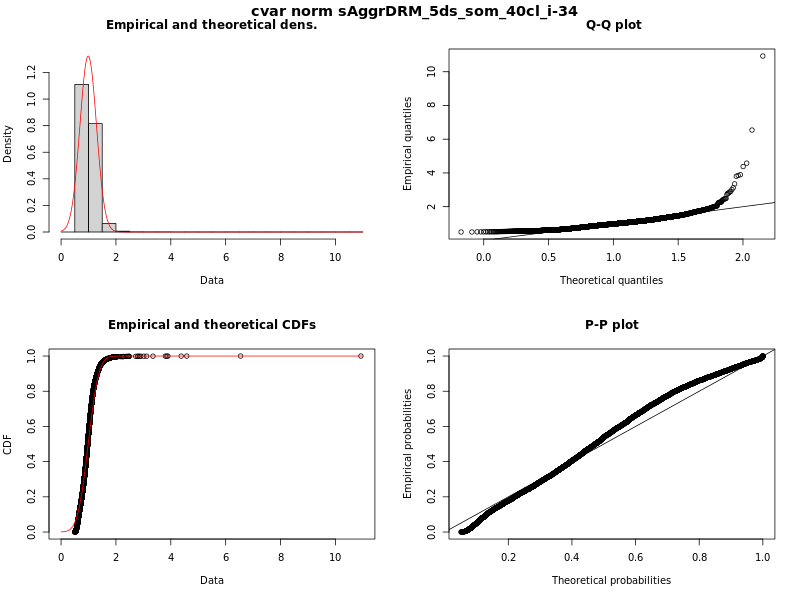 cvar norm sAggrDRM_5ds_som_40cl_i-34
Empirical and theoretical dens.
Density
0.0 0.2 0.4 0.6 0.8 1.0 1.2
0 2 4 6 8 10
Data
Q-Q plot
Empirical quantiles
2 4 6 8 10
0.0 0.5 1.0 1.5 2.0
Theoretical quantiles
Empirical and theoretical CDFs
CDF
0.0 0.2 0.4 0.6 0.8 1.0
0 2 4 6 8 10
Data
P-P plot
Empirical probabilities
0.0 0.2 0.4 0.6 0.8 1.0
0.2 0.4 0.6 0.8 1.0
Theoretical probabilities